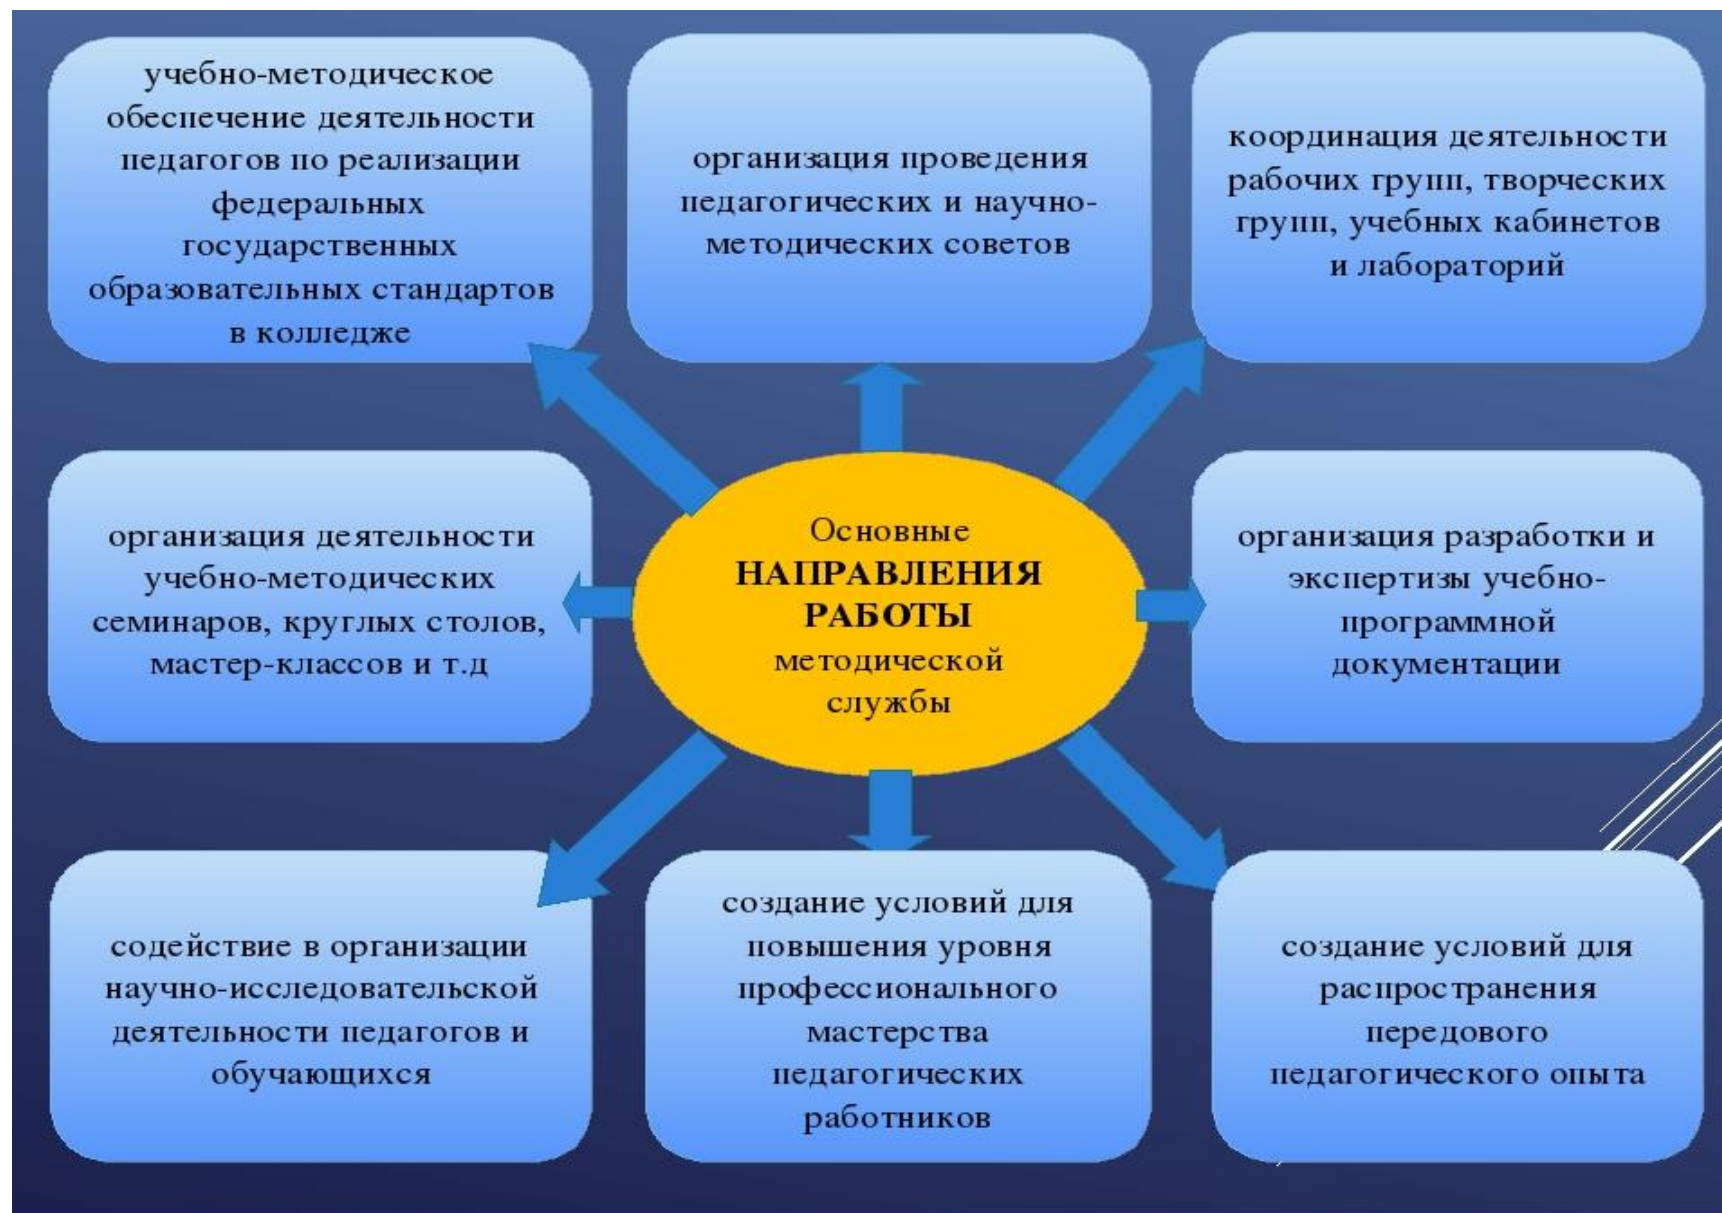 учебно-методическое
обеспечение деятельности
педагогов по реализации
федеральных
государственных
образовательных стандартов
в колледже
организация проведения
педагогических и научно-
методических советов
координация деятельности
рабочих групп, творческих
групп, учебных кабинетов
и лабораторий
организация деятельности
учебно-методических
семинаров, круглых столов,
мастер-классов и т.д
Основные
НАПРАВЛЕНИЯ
РАБОТЫ
методической
службы
организация разработки и
экспертизы учебно-
программной
документации
содействие в организации
научно-исследовательской
деятельности педагогов и
обучающихся
создание условий для
повышения уровня
профессионального
мастерства
педагогических
работников
создание условий для
распространения
передового
педагогического опыта